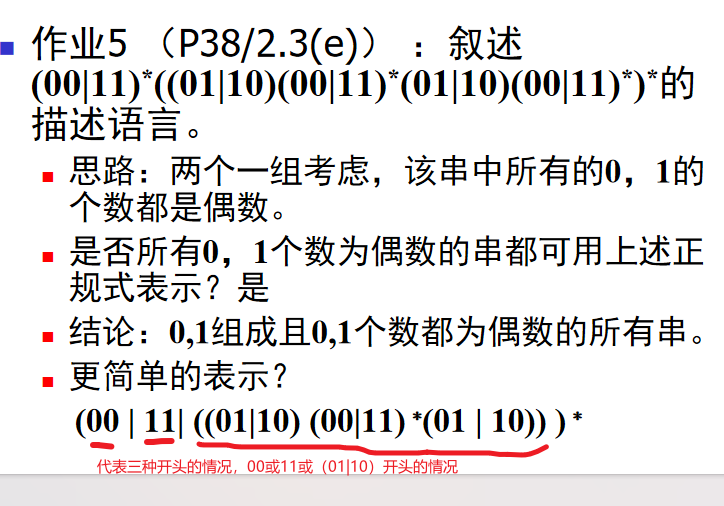 作业5 （P38/2.3(e)）：叙述
(00|11)*((01|10)(00|11)*(01|10)(00|11)*)*的
描述语言。
思路：两个一组考虑，该串中所有的0，1的
个数都是偶数。
是否所有0，1个数为偶数的串都可用上述正
规式表示？是
结论：0,1组成且0,1个数都为偶数的所有串。
更简单的表示？
(00 | 11| ((01|10) (00|11) *(01 | 10)) ) *
代表三种开头的情况，00或11或（01|10）开头的情况